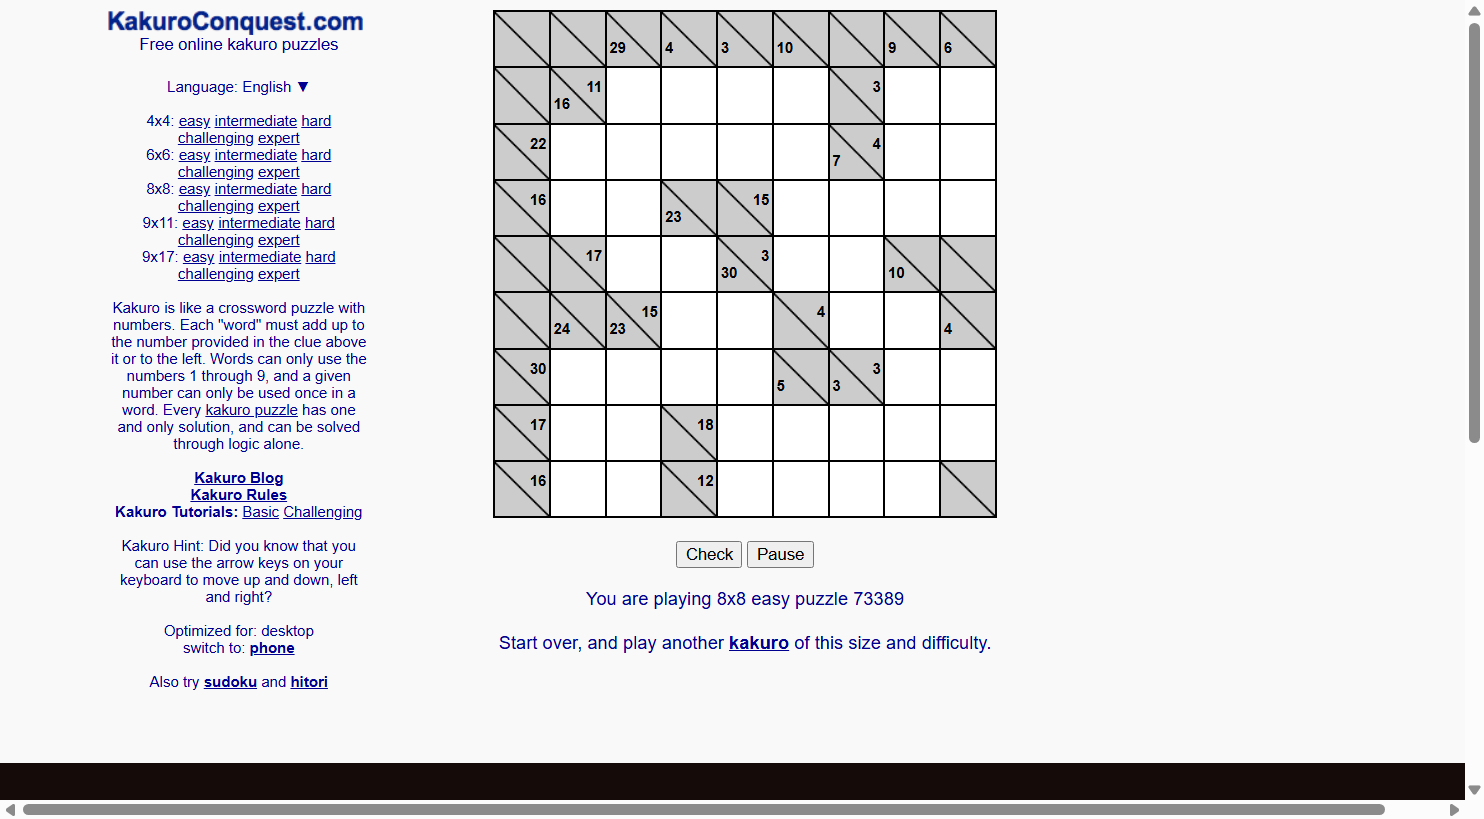 KakuroConquest.com
Free online kakuro puzzles
Language: English ▼
4x4: easy intermediate hard
challenging expert
6x6: easy intermediate hard
challenging expert
8x8: easy intermediate hard
challenging expert
9x11: easy intermediate hard
challenging expert
9x17: easy intermediate hard
challenging expert
Kakuro is like a crossword puzzle with
numbers. Each "word" must add up to
the number provided in the clue above
it or to the left. Words can only use the
numbers 1 through 9, and a given
number can only be used once in a
word. Every kakuro puzzle has one
and only solution, and can be solved
through logic alone.
Kakuro Blog
Kakuro Rules
Kakuro Tutorials: Basic Challenging
Kakuro Hint: Did you know that you
can use the arrow keys on your
keyboard to move up and down, left
and right?
Optimized for: desktop
switch to: phone
Also try sudoku and hitori
29 4 3 10 9 6
11 16 3
22 4 7
16 23 15
17 3 30 10
24 15 23 4 4
30 5 3 3
17 18
16 12
Check Pause
You are playing 8x8 easy puzzle 73389
Start over, and play another kakuro of this size and difficulty.